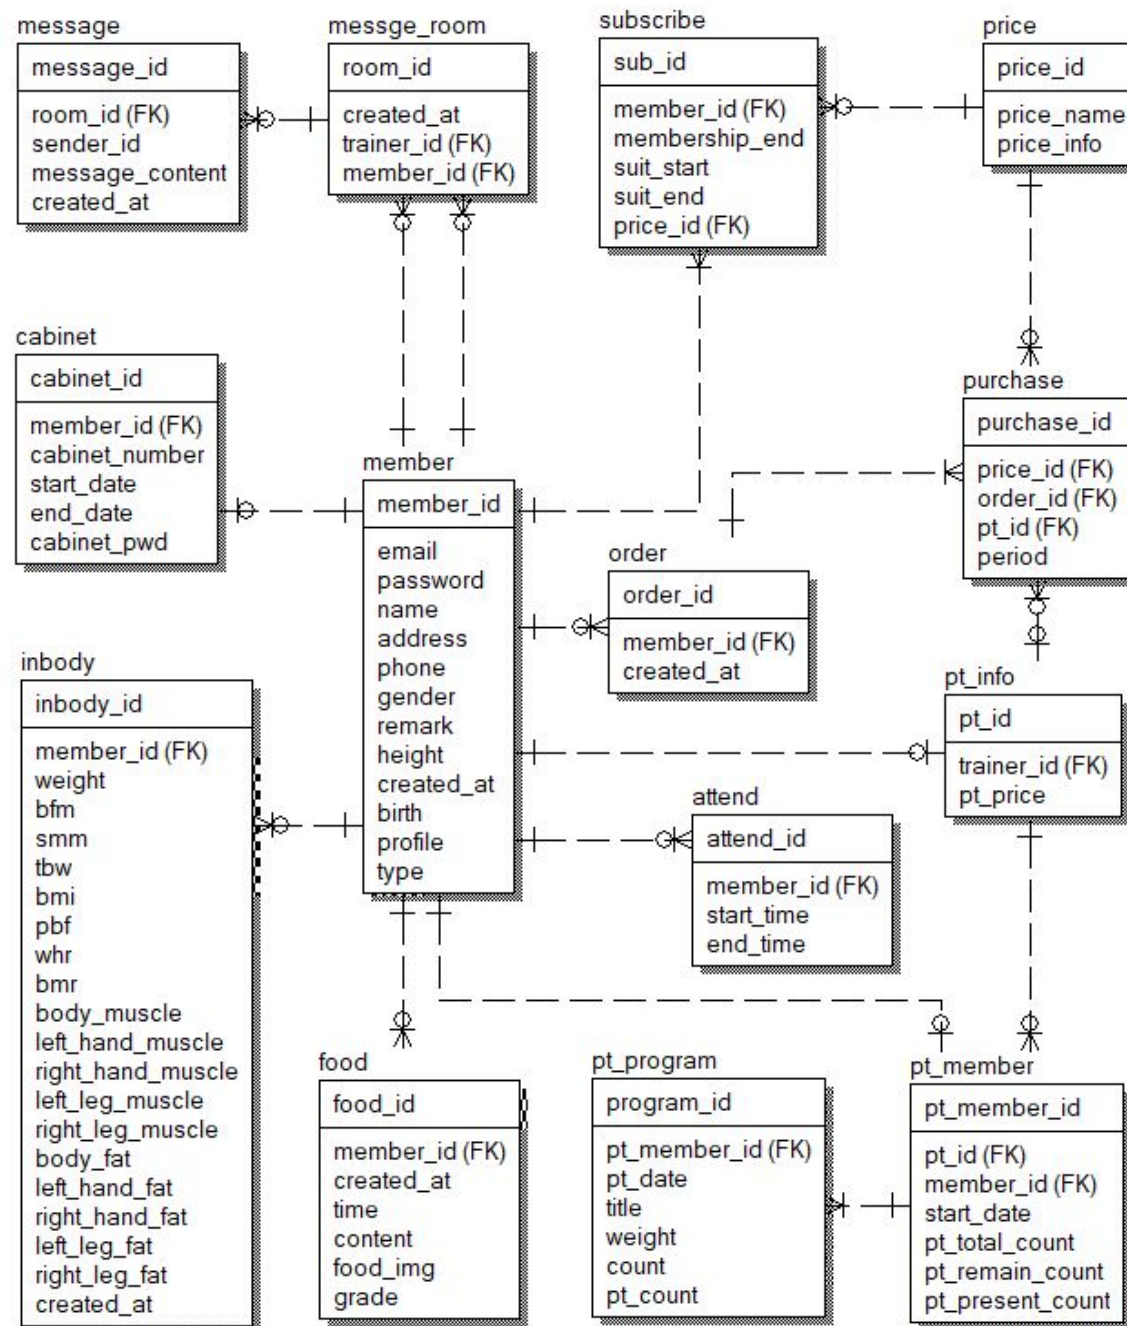 message
message_id
room_id (FK)
sender_id
message_content
created_at
messge_room
room_id
created_at
trainer_id (FK)
member_id (FK)
subscribe
sub_id
member_id (FK)
membership_end
suit_start
suit_end
price_id (FK)
price
price_id
price_name
price_info
cabinet
cabinet_id
member_id (FK)
cabinet_number
start_date
end_date
cabinet_pwd
member
member_id
email
password
name
address
phone
gender
remark
height
created_at
birth
profile
type
purchase
purchase_id
price_id (FK)
order_id (FK)
pt_id (FK)
period
order
order_id
member_id (FK)
created_at
inbody
inbody_id
member_id (FK)
weight
bfm
smm
tbw
bmi
pbf
whr
bmr
body_muscle
left_hand_muscle
right_hand_muscle
left_leg_muscle
right_leg_muscle
body_fat
left_hand_fat
right_hand_fat
left_leg_fat
right_leg_fat
created_at
pt_info
pt_id
trainer_id (FK)
pt_price
attend
attend_id
member_id (FK)
start_time
end_time
food
food_id
member_id (FK)
created_at
time
content
food_img
grade
pt_program
program_id
pt_member_id (FK)
pt_date
title
weight
count
pt_count
pt_member
pt_member_id
pt_id (FK)
member_id (FK)
start_date
pt_total_count
pt_remain_count
pt_present_count